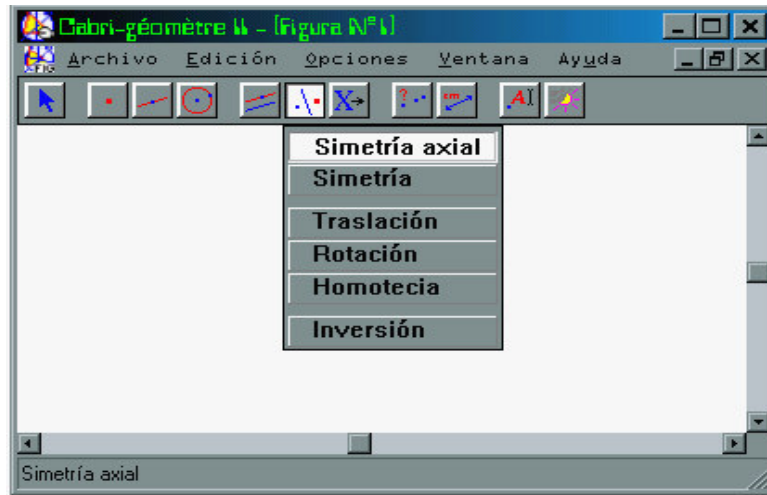 Cabri-géomètre II - [Figura Nº1]
Archivo Edición Opciones Ventana Ayuda
Simetría axial
Simetría
Traslación
Rotación
Homotecia
Inversión
Simetría axial